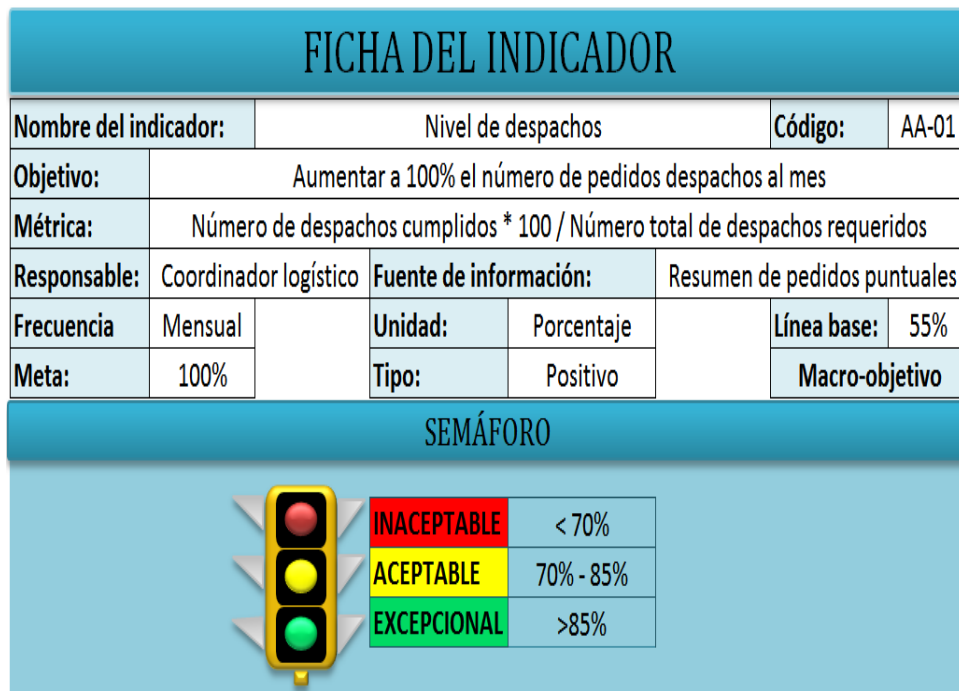 FICHA DEL INDICADOR
Nombre del indicador: Nivel de despachos Código: AA-01
Objetivo: Aumentar a 100% el número de pedidos despachos al mes
Métrica: Número de despachos cumplidos * 100 / Número total de despachos requeridos
Responsable: Coordinador logístico Fuente de información: Resumen de pedidos puntuales
Frecuencia Mensual Unidad: Porcentaje Línea base: 55%
Meta: 100% Tipo: Positivo Macro-objetivo
SEMÁFORO
INACEPTABLE < 70%
ACEPTABLE 70% - 85%
EXCEPCIONAL >85%